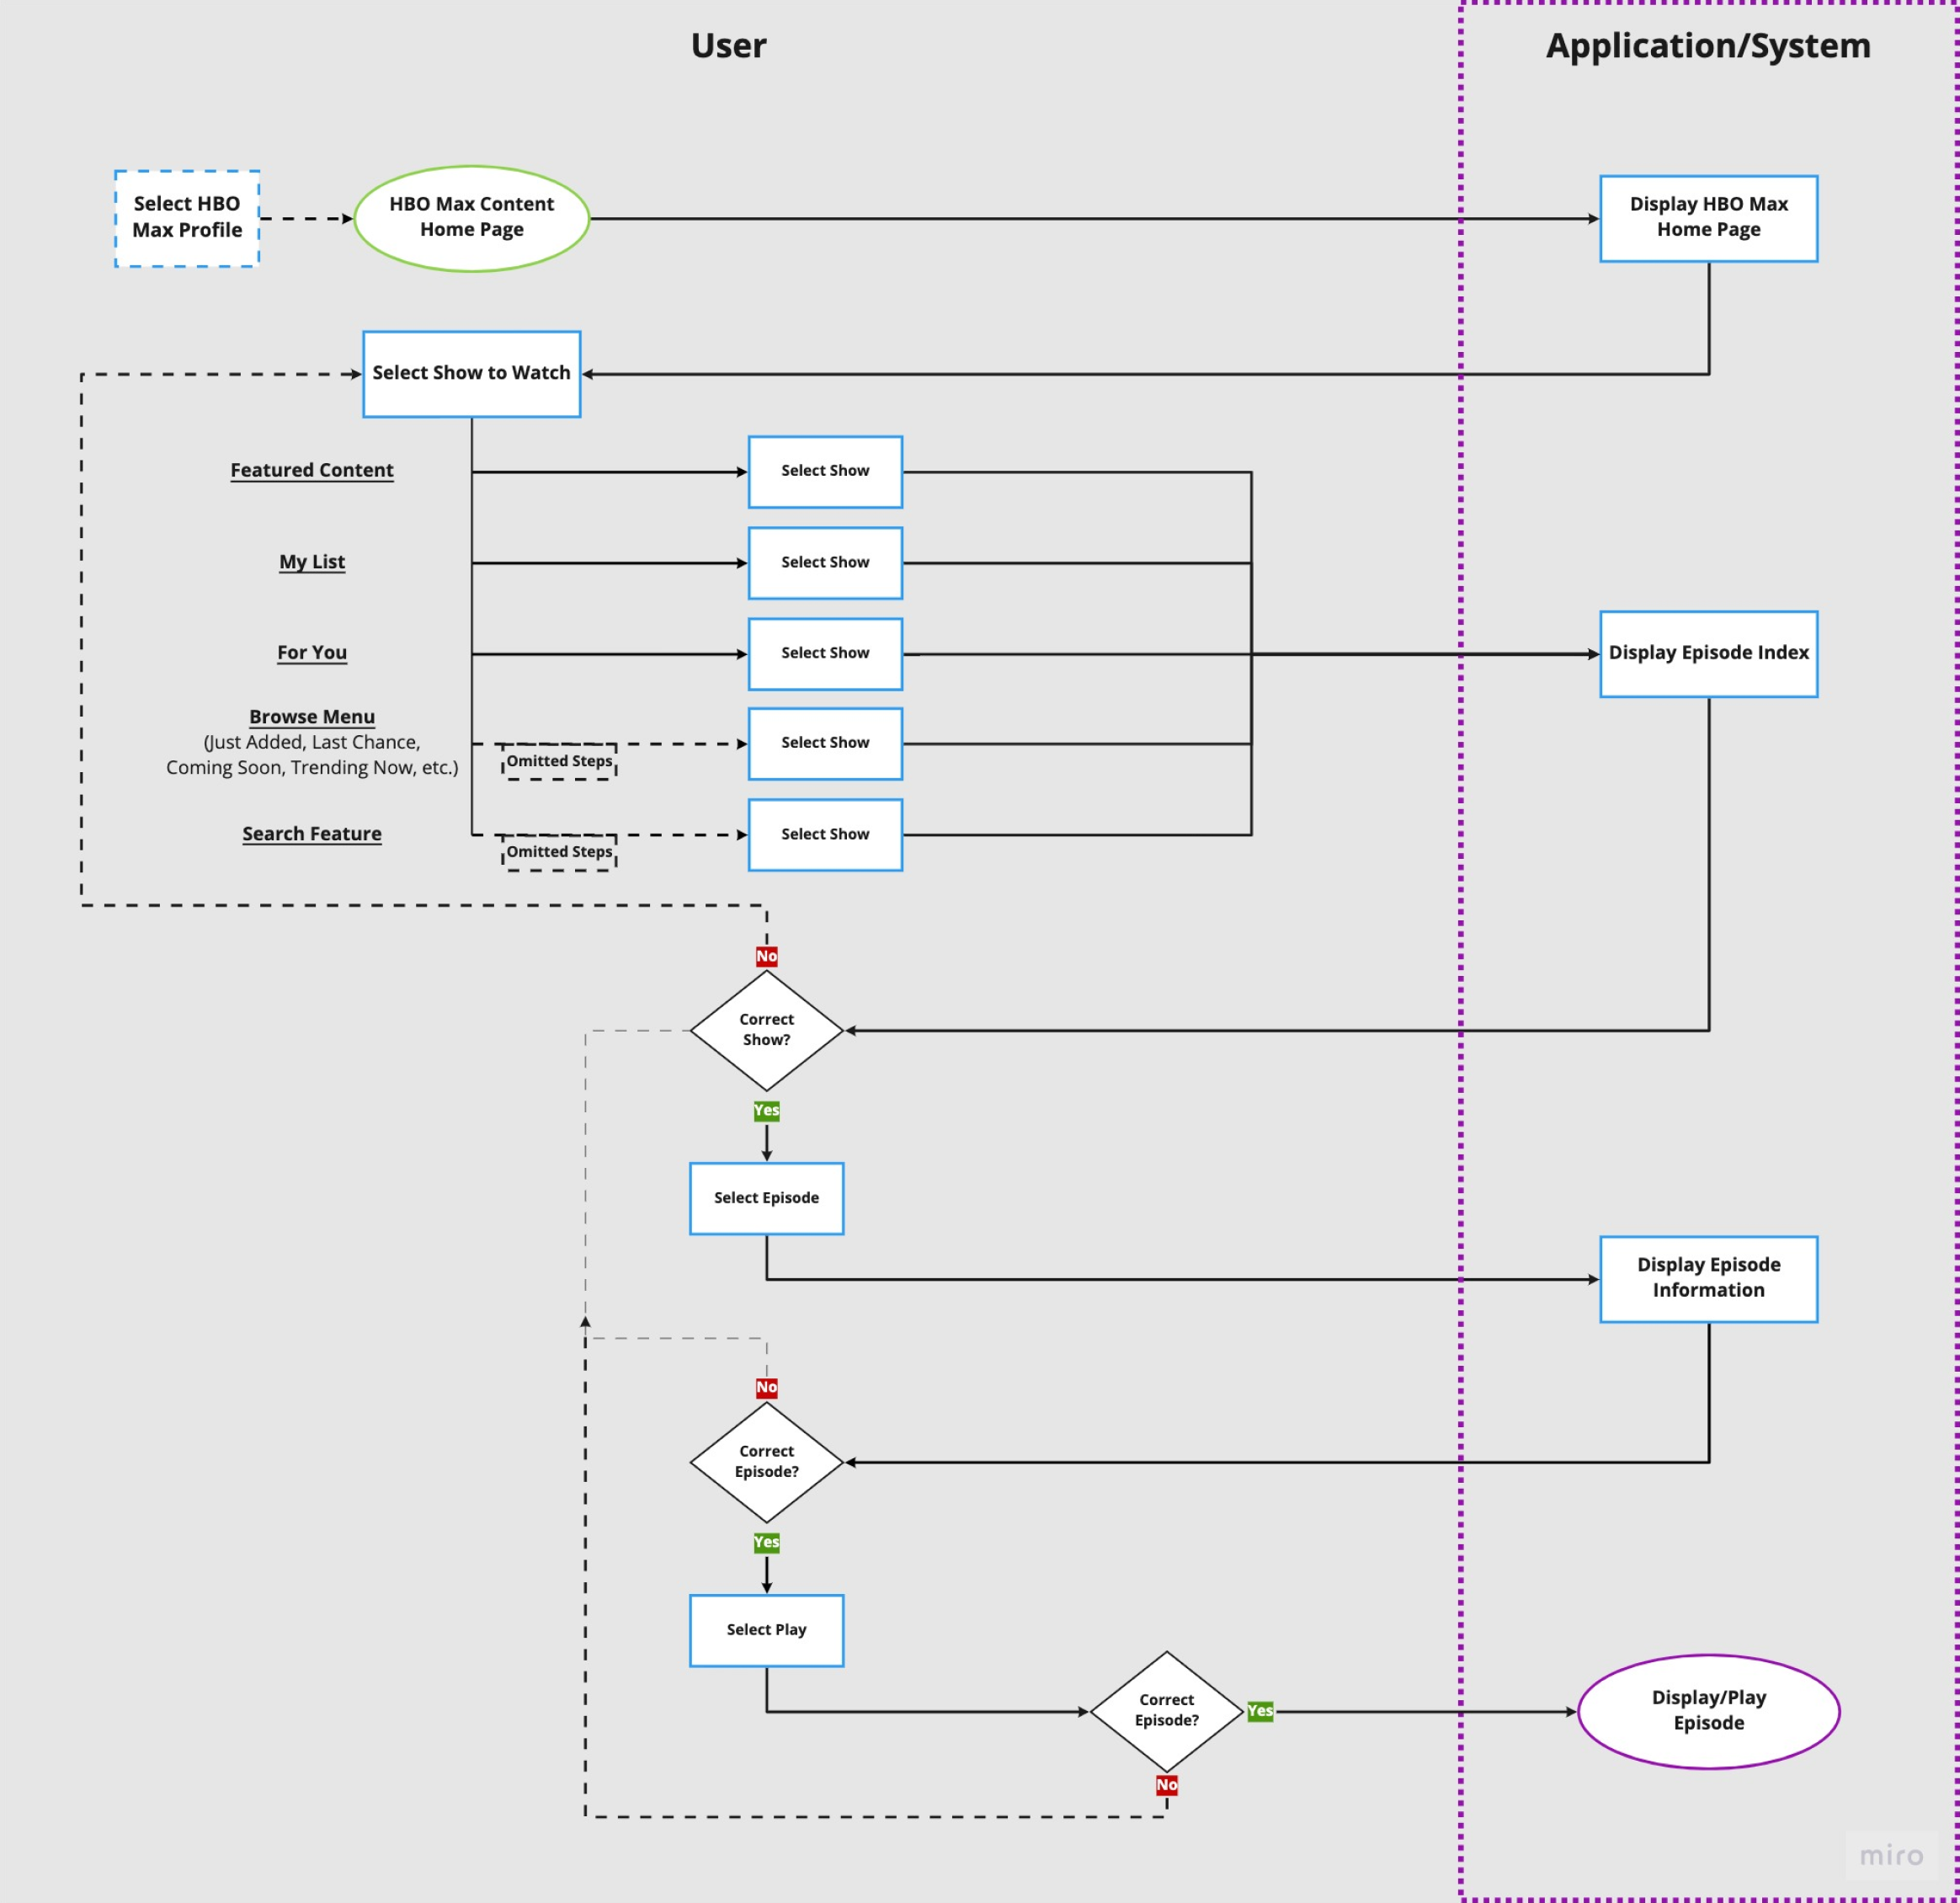 User
Application/System
Select HBO
Max Profile
HBO Max Content
Home Page
Display HBO Max
Home Page
Select Show to Watch
Featured Content
Select Show
My List
Select Show
For You
Select Show
Display Episode Index
Browse Menu
(Just Added, Last Chance,
Coming Soon, Trending Now, etc.)
Omitted Steps
Select Show
Search Feature
Omitted Steps
Select Show
No
Correct
Show?
Yes
Select Episode
Display Episode
Information
No
Correct
Episode?
Yes
Select Play
Correct
Episode?
Yes
Display/Play
Episode
No
miro